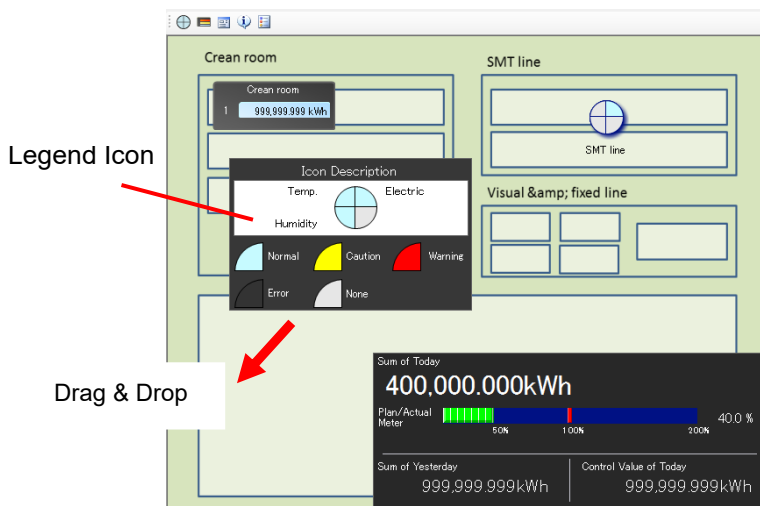 Crean room
SMT line
Crean room
1 999,999.999 kWh
SMT line
Legend Icon
Icon Description
Temp. Electric
Humidity
Normal Caution Warning
Error None
Visual &amp; fixed line
Drag & Drop
Sum of Today
400,000.000kWh
Plan/Actual
Meter
40.0 %
50% 100% 200%
Sum of Yesterday
999,999.999kWh
Control Value of Today
999,999.999kWh